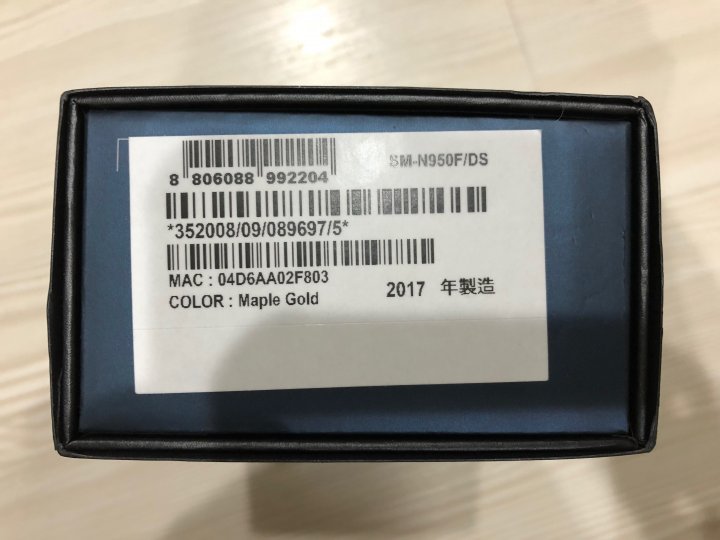 SM-N950F/DS
8 806088 992204
*352008/09/089697/5*
MAC : 04D6AA02F803
COLOR : Maple Gold
2017 年製造